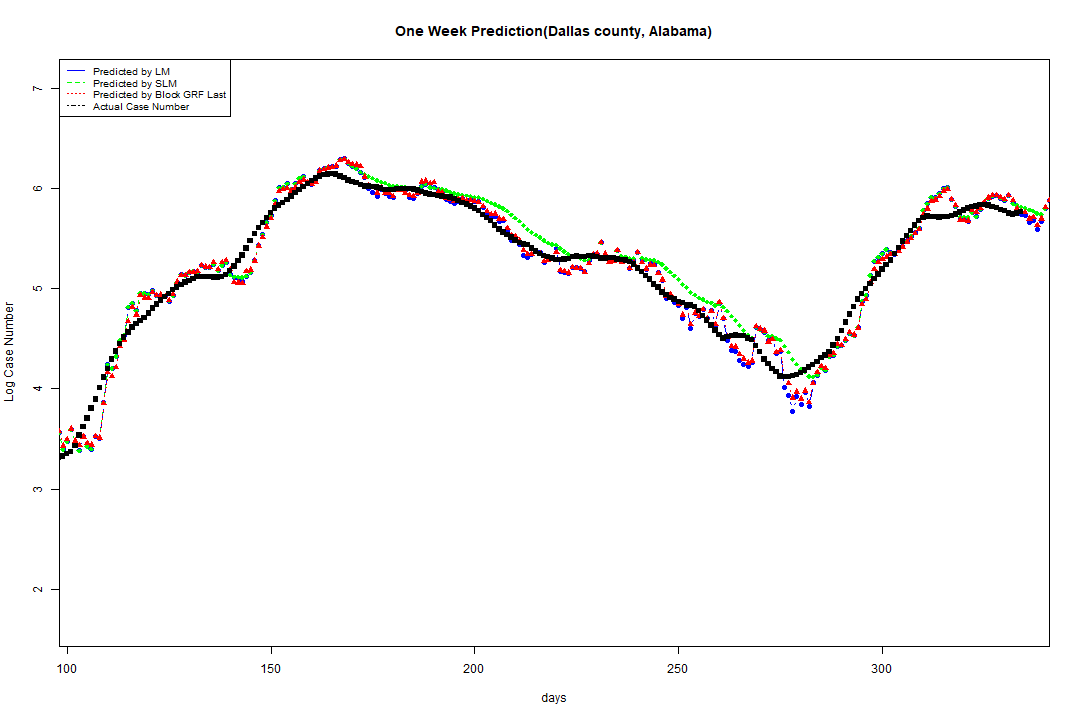 One Week Prediction(Dallas county, Alabama)
Predicted by LM
Predicted by SLM
Predicted by Block GRF Last
Actual Case Number
7
6
5
4
3
2
Log Case Number
100 150 200 250 300
days